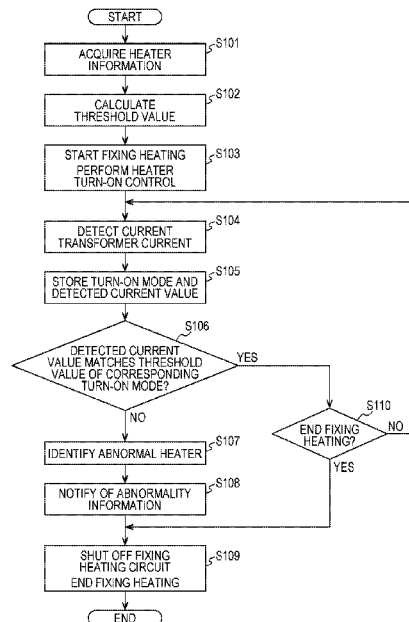 START
S101
ACQUIRE HEATER
INFORMATION
S102
CALCULATE
THRESHOLD VALUE
S103
START FIXING HEATING
PERFORM HEATER
TURN-ON CONTROL
S104
DETECT CURRENT
TRANSFORMER CURRENT
S105
STORE TURN-ON MODE AND
DETECTED CURRENT VALUE
S106
DETECTED CURRENT
VALUE MATCHES THRESHOLD
VALUE OF CORRESPONDING
TURN-ON MODE?
YES
NO
S110
END FIXING
HEATING?
NO
YES
S107
IDENTIFY ABNORMAL HEATER
S108
NOTIFY OF ABNORMALITY
INFORMATION
S109
SHUT OFF FIXING
HEATING CIRCUIT
END FIXING HEATING
END